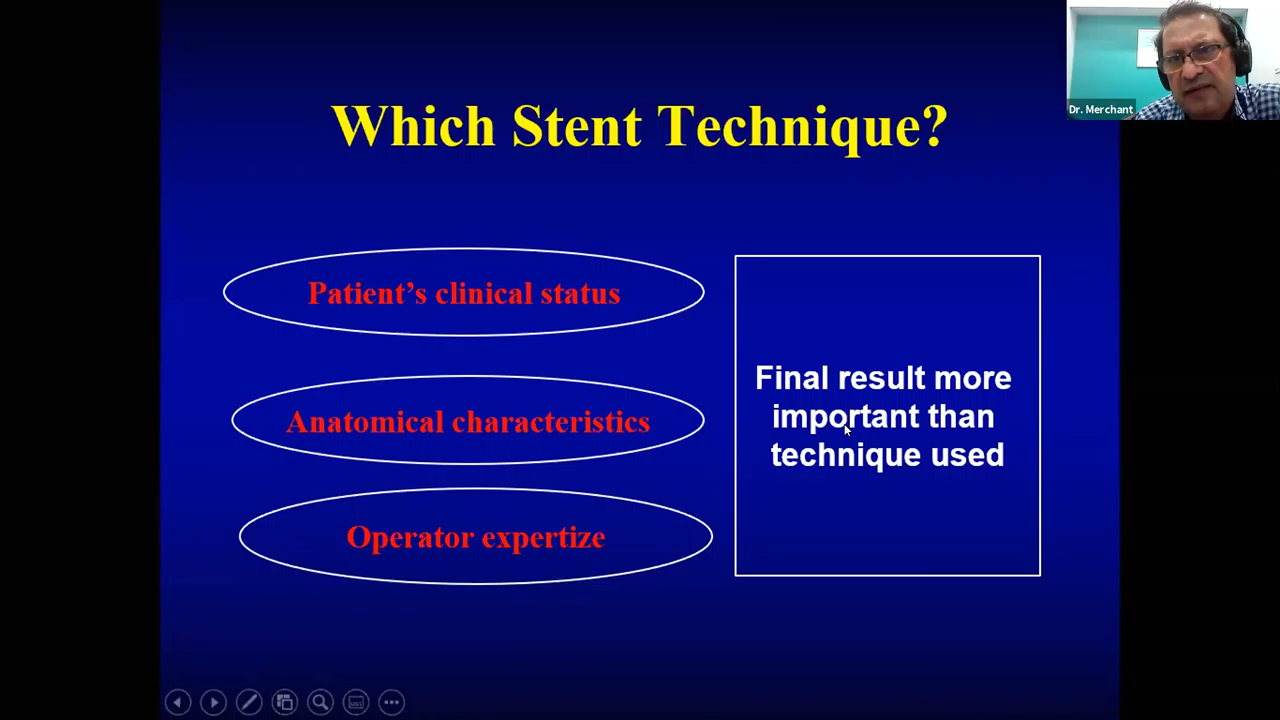 Dr. Merchant
Which Stent Technique?
Patient's clinical status
Anatomical characteristics
Operator expertize
Final result more
important than
technique used